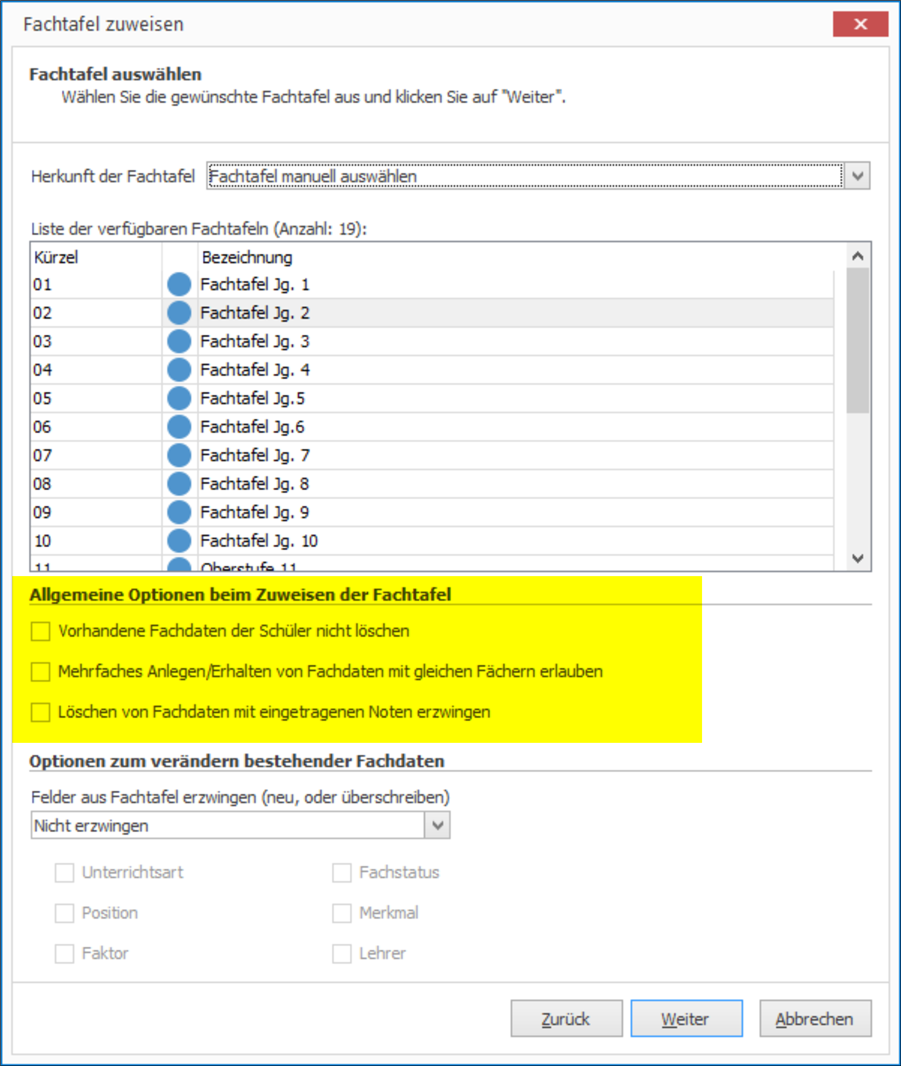 Fachtafel zuweisen
Fachtafel auswählen
Wählen Sie die gewünschte Fachtafel aus und klicken Sie auf "Weiter".
Herkunft der Fachtafel Fachtafel manuell auswählen
Liste der verfügbaren Fachtafeln (Anzahl: 19):
Kürzel Bezeichnung
01 Fachtafel Jg. 1
02 Fachtafel Jg. 2
03 Fachtafel Jg. 3
04 Fachtafel Jg. 4
05 Fachtafel Jg.5
06 Fachtafel Jg.6
07 Fachtafel Jg. 7
08 Fachtafel Jg. 8
09 Fachtafel Jg. 9
10 Fachtafel Jg. 10
11 Oberstufe 11
Allgemeine Optionen beim Zuweisen der Fachtafel
Vorhandene Fachdaten der Schüler nicht löschen
Mehrfaches Anlegen/Erhalten von Fachdaten mit gleichen Fächern erlauben
Löschen von Fachdaten mit eingetragenen Noten erzwingen
Optionen zum verändern bestehender Fachdaten
Felder aus Fachtafel erzwingen (neu, oder überschreiben)
Nicht erzwingen
Unterrichtsart Fachstatus
Position Merkmal
Faktor Lehrer
Zurück Weiter Abbrechen